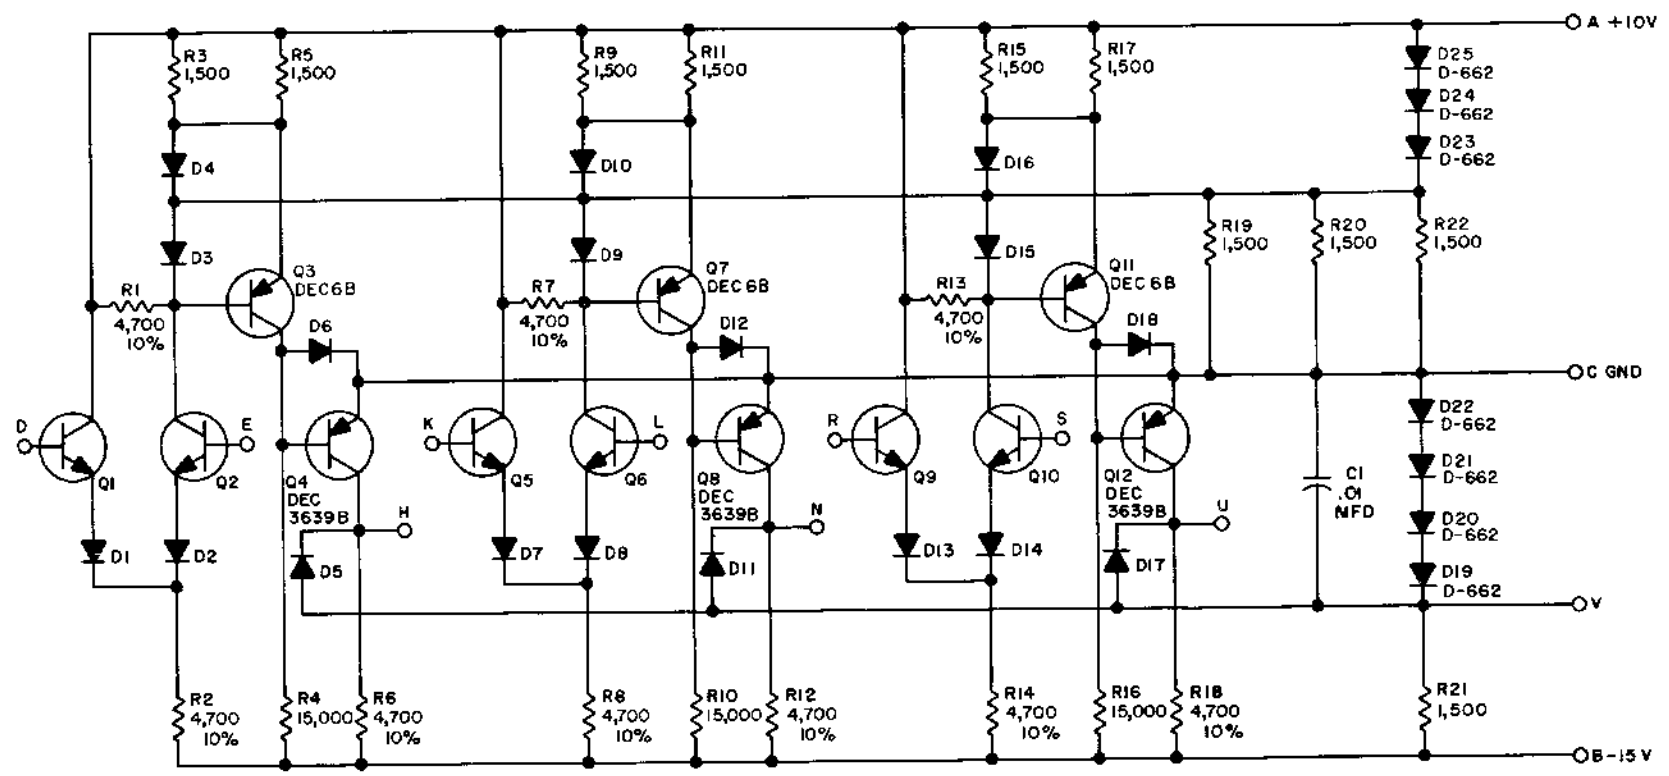 A +10V
R3
1,500
R5
1,500
R9
1,500
R11
1,500
R15
1,500
R17
1,500
D25
D-662
D24
D-662
D23
D-662
D4
D10
D16
D3
D9
D15
R19
1,500
R20
1,500
R22
1,500
Q3
DEC6B
Q7
DEC6B
Q11
DEC6B
R1
4,700
10%
R7
4,700
10%
R13
4,700
10%
D6
D12
D18
C GND
D
E
K
L
R
S
Q1
Q2
Q4
DEC
3639B
Q5
Q6
Q8
DEC
3639B
Q9
Q10
Q12
DEC
3639B
D22
D-662
D21
D-662
D20
D-662
D19
D-662
C1
.01
MFD
H
N
U
D1
D2
D5
D7
D8
D11
D13
D14
D17
V
R2
4,700
10%
R4
15,000
R6
4,700
10%
R8
4,700
10%
R10
15,000
R12
4,700
10%
R14
4,700
10%
R16
15,000
R18
4,700
10%
R21
1,500
B-15V